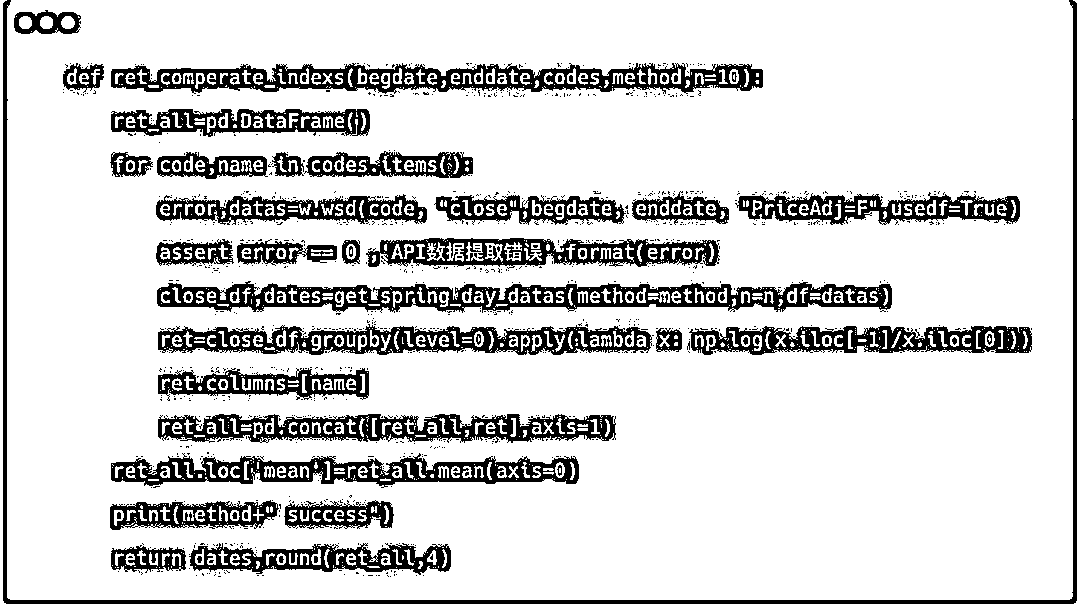 def ret_comperate_indexs(begdate,enddate,codes,method,n=10):
    ret_all=pd.DataFrame()
    for code,name in codes.items():
        error,datas=w.wsd(code, "close",begdate, enddate, "PriceAdj=F",usedf=True)
        assert error == 0 ,'API数据提取错误'.format(error)
        close_df,dates=get_spring_day_datas(method=method,n=n,df=datas)
        ret=close_df.groupby(level=0).apply(lambda x: np.log(x.iloc[-1]/x.iloc[0]))
        ret.columns=[name]
        ret_all=pd.concat([ret_all,ret],axis=1)
    ret_all.loc['mean']=ret_all.mean(axis=0)
    print(method+" success")
    return dates,round(ret_all,4)